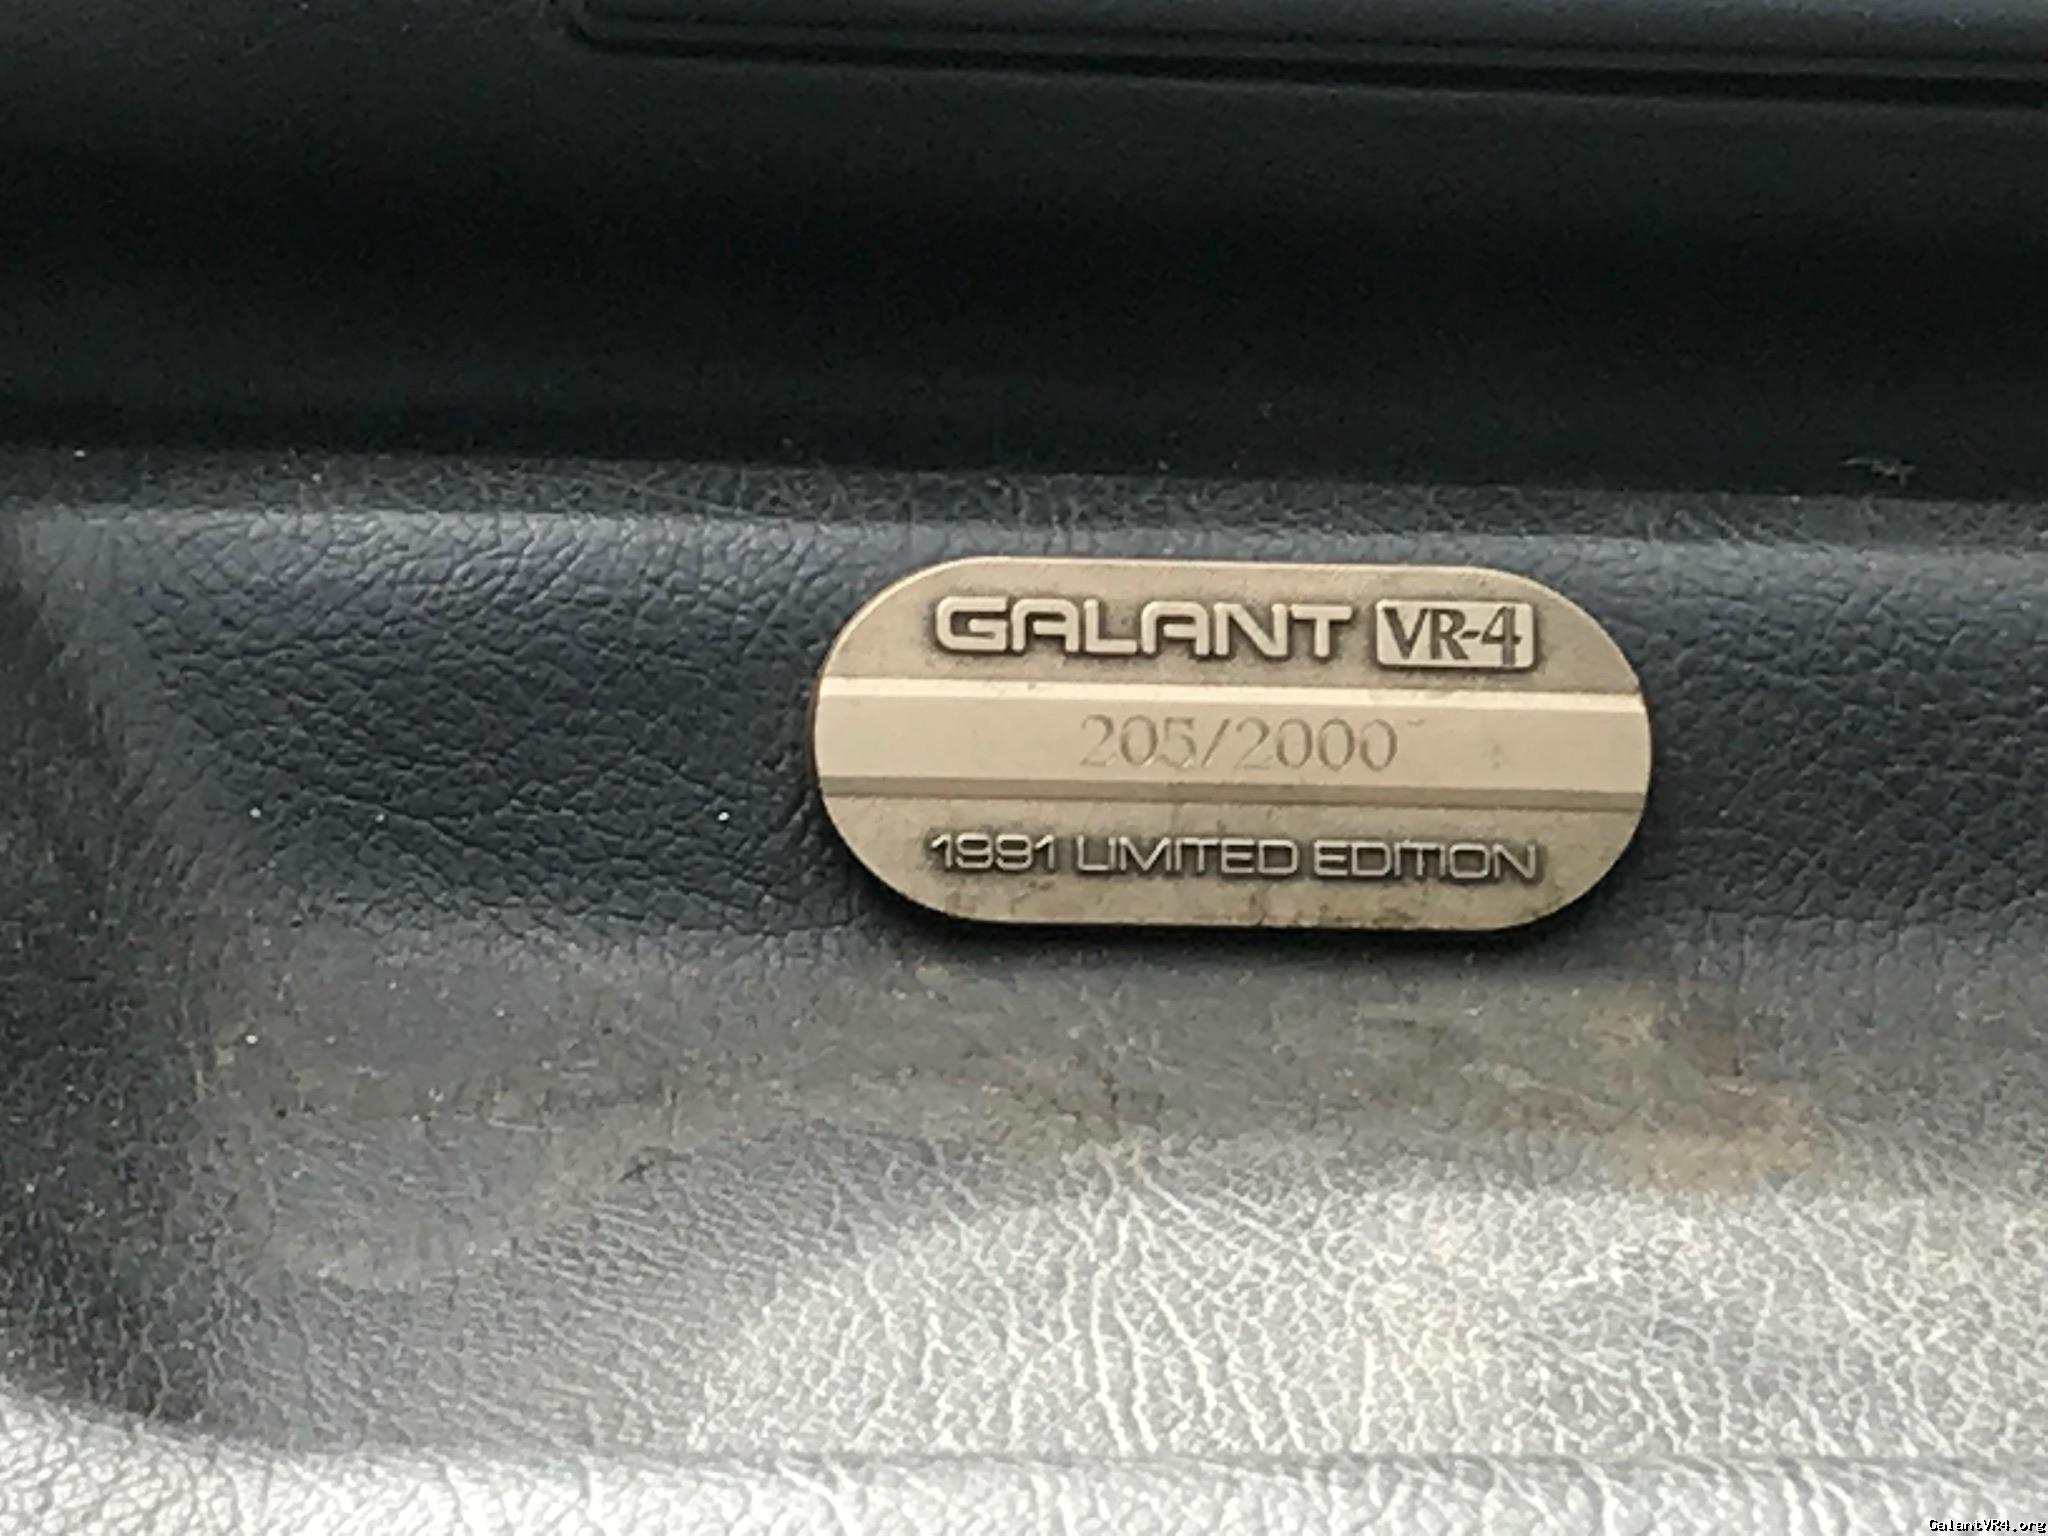 GALANT VR-4
205/2000
1991 LIMITED EDITION
GalantVR4.org